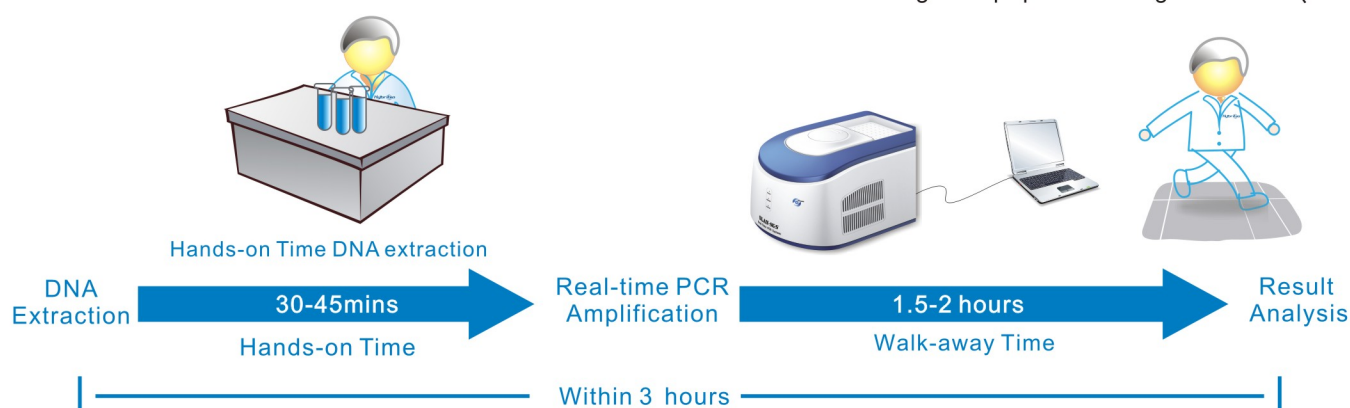 Hands-on Time DNA extraction
DNA
Extraction
30-45mins
Hands-on Time
Real-time PCR
Amplification
1.5-2 hours
Walk-away Time
Result
Analysis
Within 3 hours